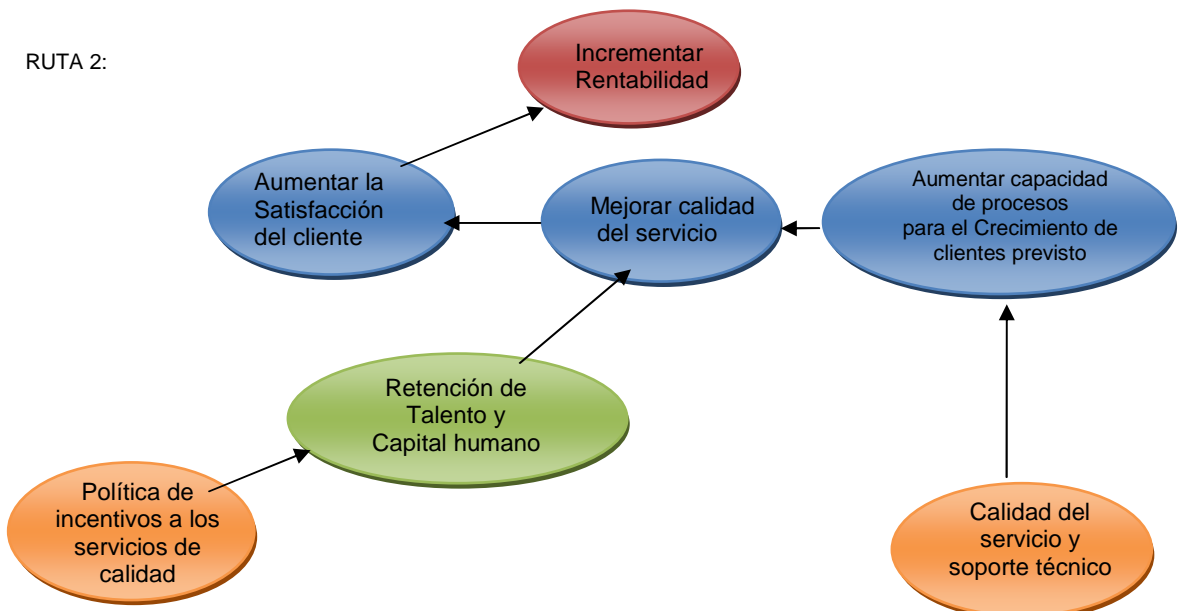 RUTA 2:
Incrementar
Rentabilidad
Aumentar la
Satisfacción
del cliente
Mejorar calidad
del servicio
Aumentar capacidad
de procesos
para el Crecimiento de
clientes previsto
Retención de
Talento y
Capital humano
Política de
incentivos a los
servicios de
calidad
Calidad del
servicio y
soporte técnico